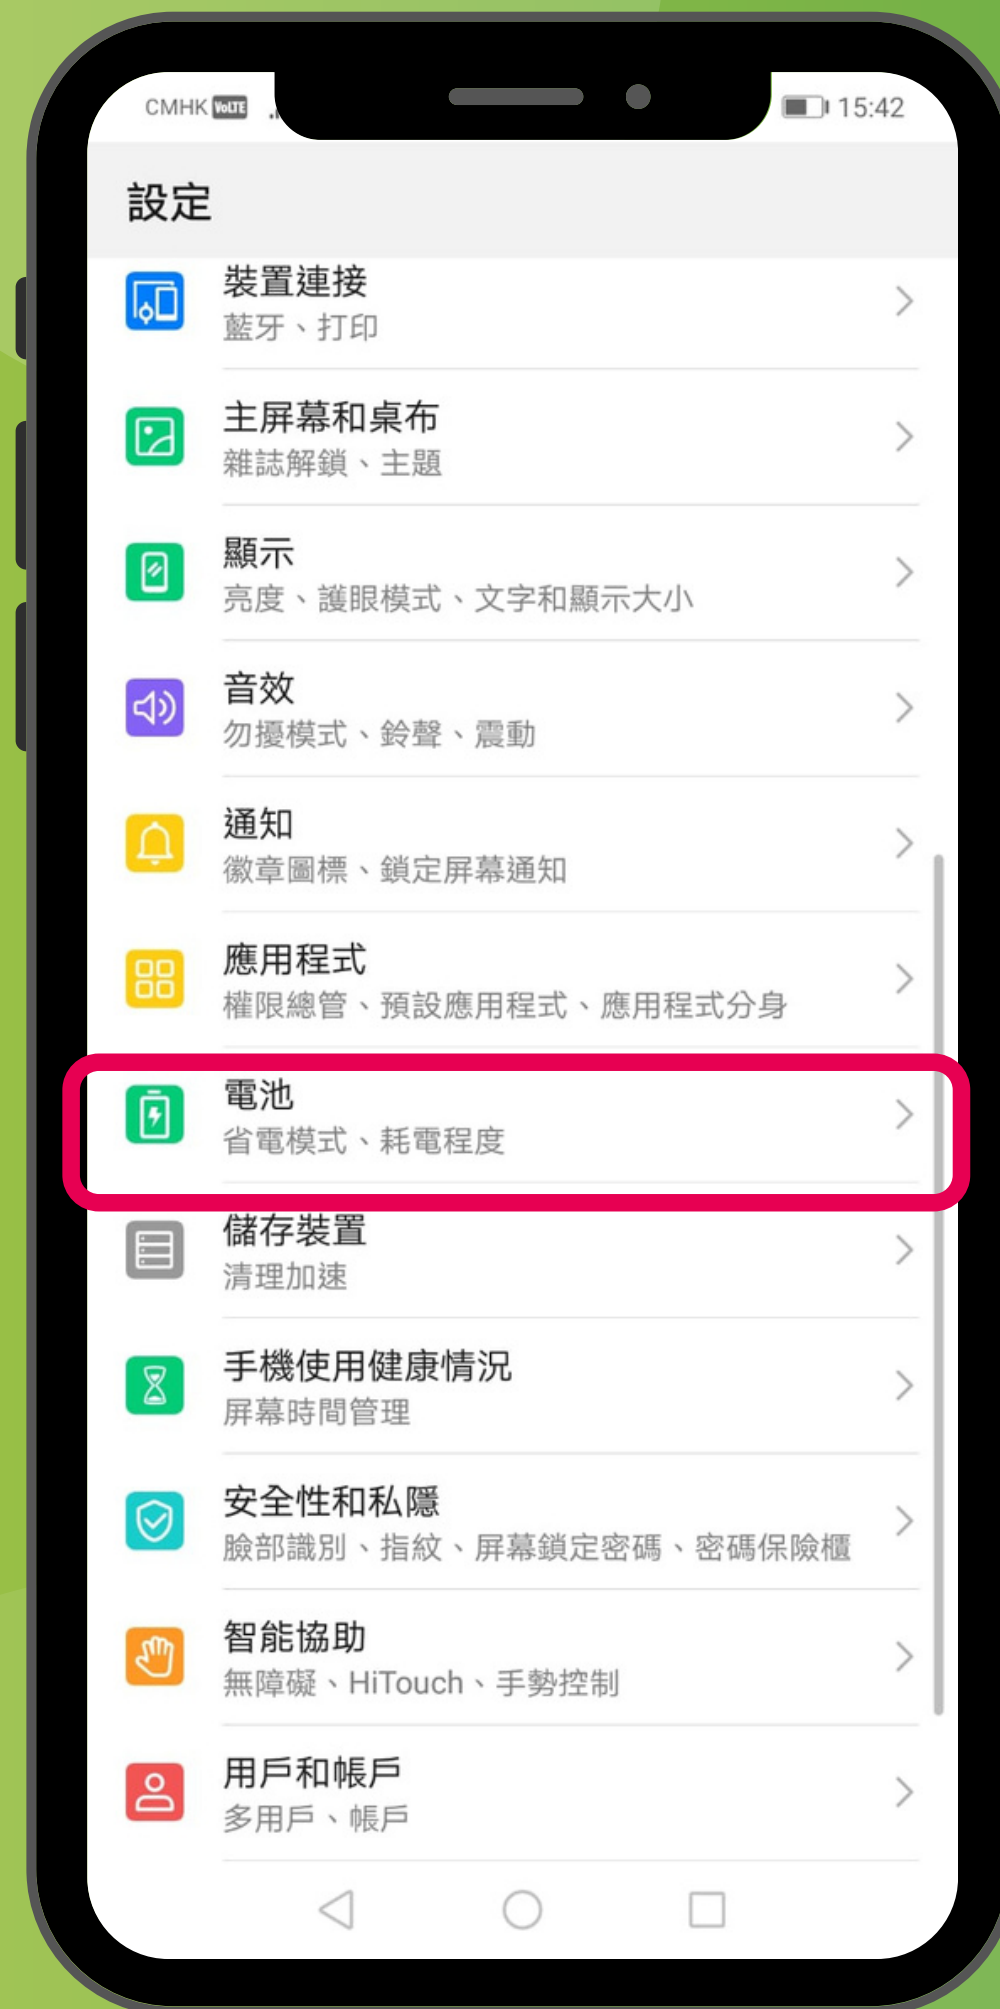 CMHK VoLTE 15:42
設定
裝置連接
藍牙、打印
主屏幕和桌布
雜誌解鎖、主題
顯示
亮度、護眼模式、文字和顯示大小
音效
勿擾模式、鈴聲、震動
通知
徽章圖標、鎖定屏幕通知
應用程式
權限總管、預設應用程式、應用程式分身
電池
省電模式、耗電程度
儲存裝置
清理加速
手機使用健康情況
屏幕時間管理
安全性和私隱
臉部識別、指紋、屏幕鎖定密碼、密碼保險櫃
智能協助
無障礙、HiTouch、手勢控制
用戶和帳戶
多用戶、帳戶